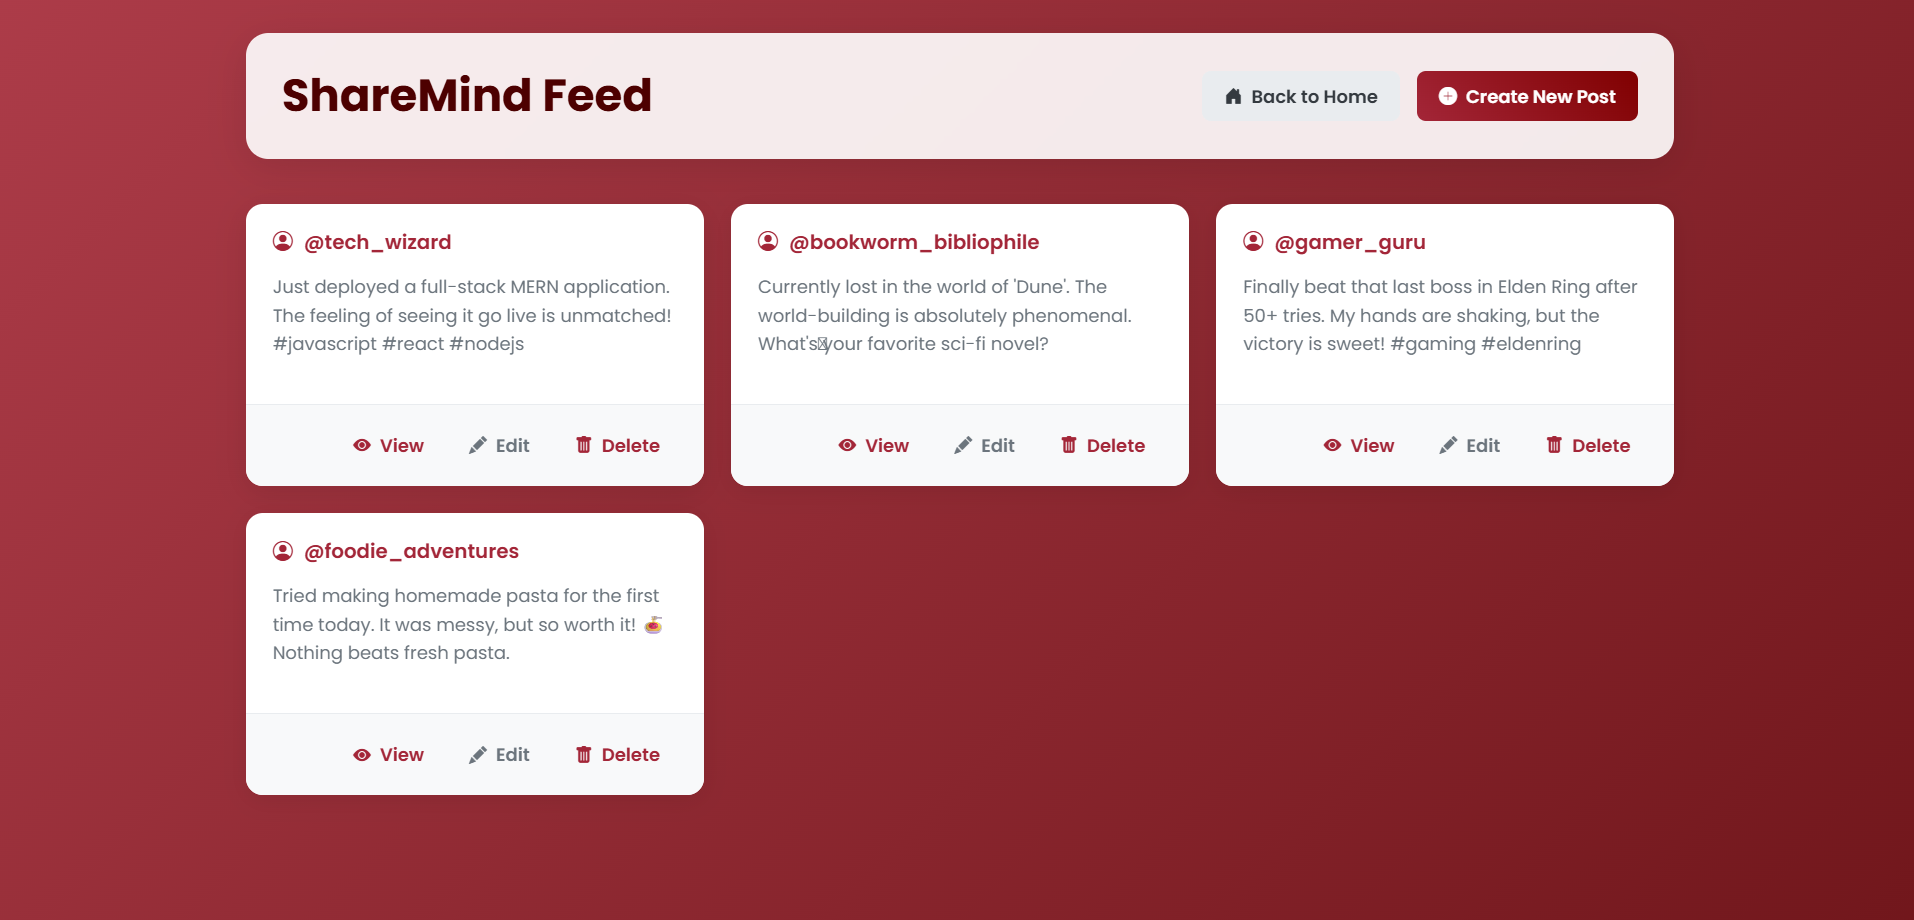 ShareMind Feed
Back to Home
Create New Post
@tech_wizard
Just deployed a full-stack MERN application.
The feeling of seeing it go live is unmatched!
#javascript #react #nodejs
View Edit Delete
@bookworm_bibliophile
Currently lost in the world of 'Dune'. The
world-building is absolutely phenomenal.
What's your favorite sci-fi novel?
View Edit Delete
@gamer_guru
Finally beat that last boss in Elden Ring after
50+ tries. My hands are shaking, but the
victory is sweet! #gaming #eldenring
View Edit Delete
@foodie_adventures
Tried making homemade pasta for the first
time today. It was messy, but so worth it! 🍝
Nothing beats fresh pasta.
View Edit Delete